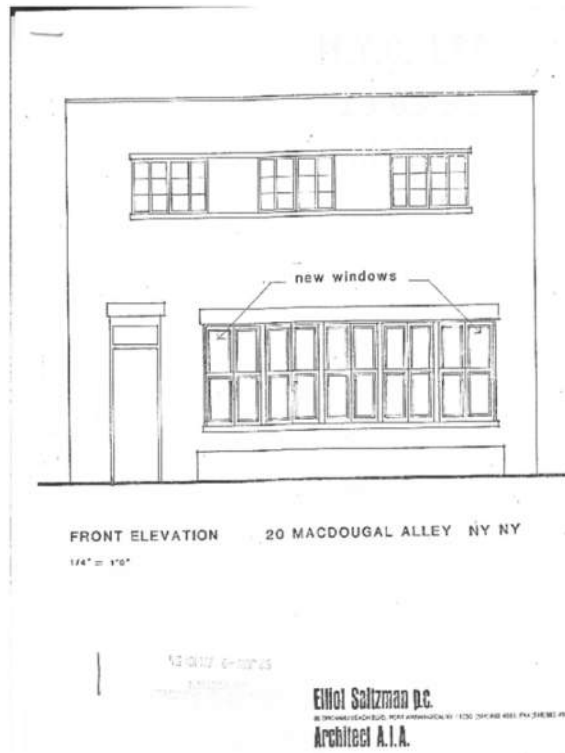 new windows
FRONT ELEVATION 20 MACDOUGAL ALLEY NY NY
1/4" = 1'0"
Elliot Saltzman p.c.
Architect A.I.A.